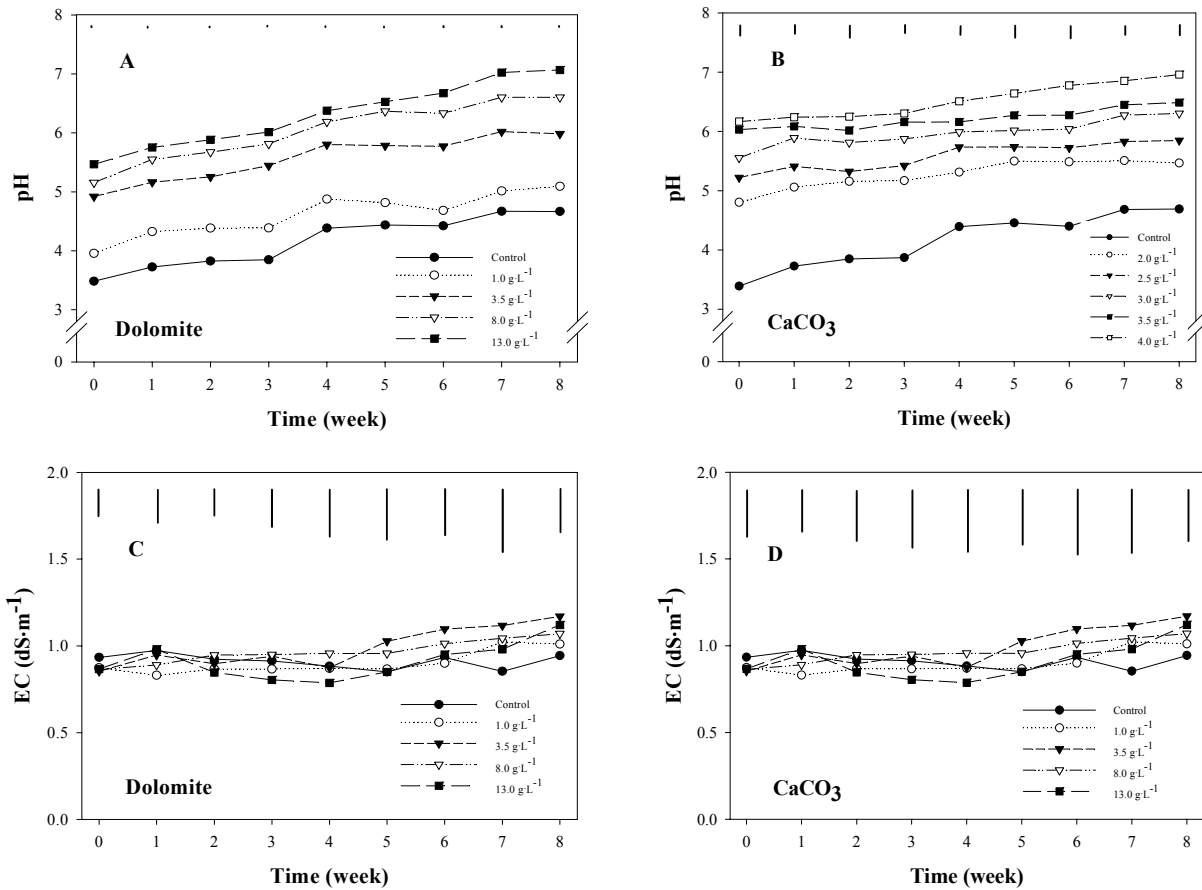 A
pH
8
7
6
5
4
3
0
Control
1.0 g·L-1
3.5 g·L-1
8.0 g·L-1
13.0 g·L-1
Dolomite
0 1 2 3 4 5 6 7 8
Time (week)
B
pH
8
7
6
5
4
3
0
Control
2.0 g·L-1
2.5 g·L-1
3.0 g·L-1
3.5 g·L-1
4.0 g·L-1
CaCO3
0 1 2 3 4 5 6 7 8
Time (week)
C
EC (dS·m-1)
2.0
1.5
1.0
0.5
0.0
Control
1.0 g·L-1
3.5 g·L-1
8.0 g·L-1
13.0 g·L-1
Dolomite
0 1 2 3 4 5 6 7 8
Time (week)
D
EC (dS·m-1)
2.0
1.5
1.0
0.5
0.0
Control
1.0 g·L-1
3.5 g·L-1
8.0 g·L-1
13.0 g·L-1
CaCO3
0 1 2 3 4 5 6 7 8
Time (week)